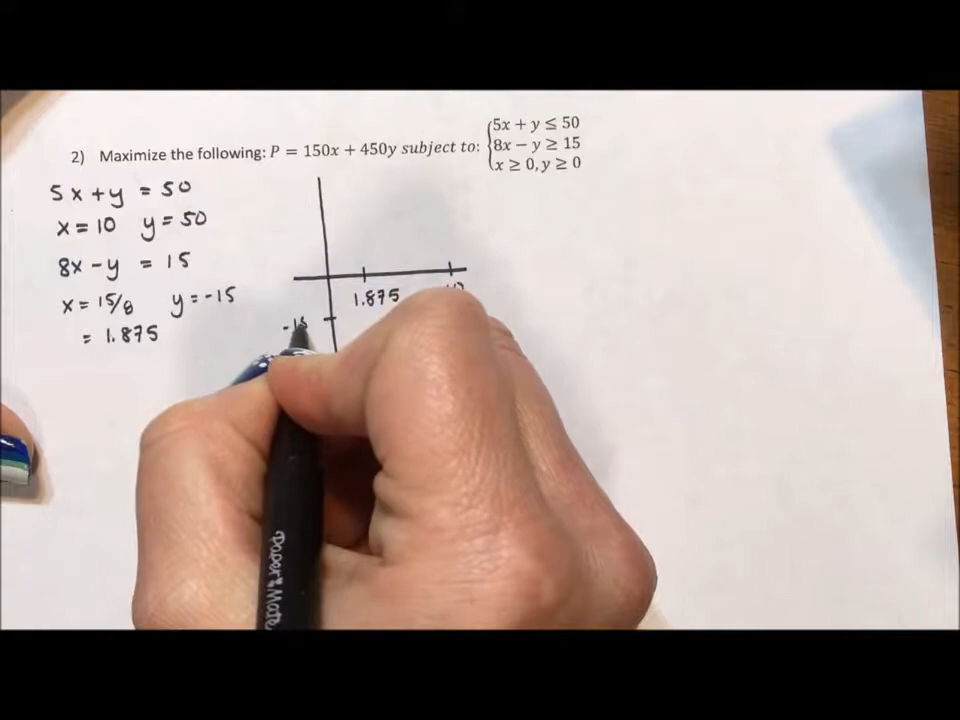 2) Maximize the following: P = 150x + 450y subject to: {5x + y ≤ 50
8x − y ≥ 15
x ≥ 0, y ≥ 0
5x + y = 50
x = 10 y = 50
8x - y = 15
x = 15/8 y = -15
= 1.875
1.875
Paper Mate